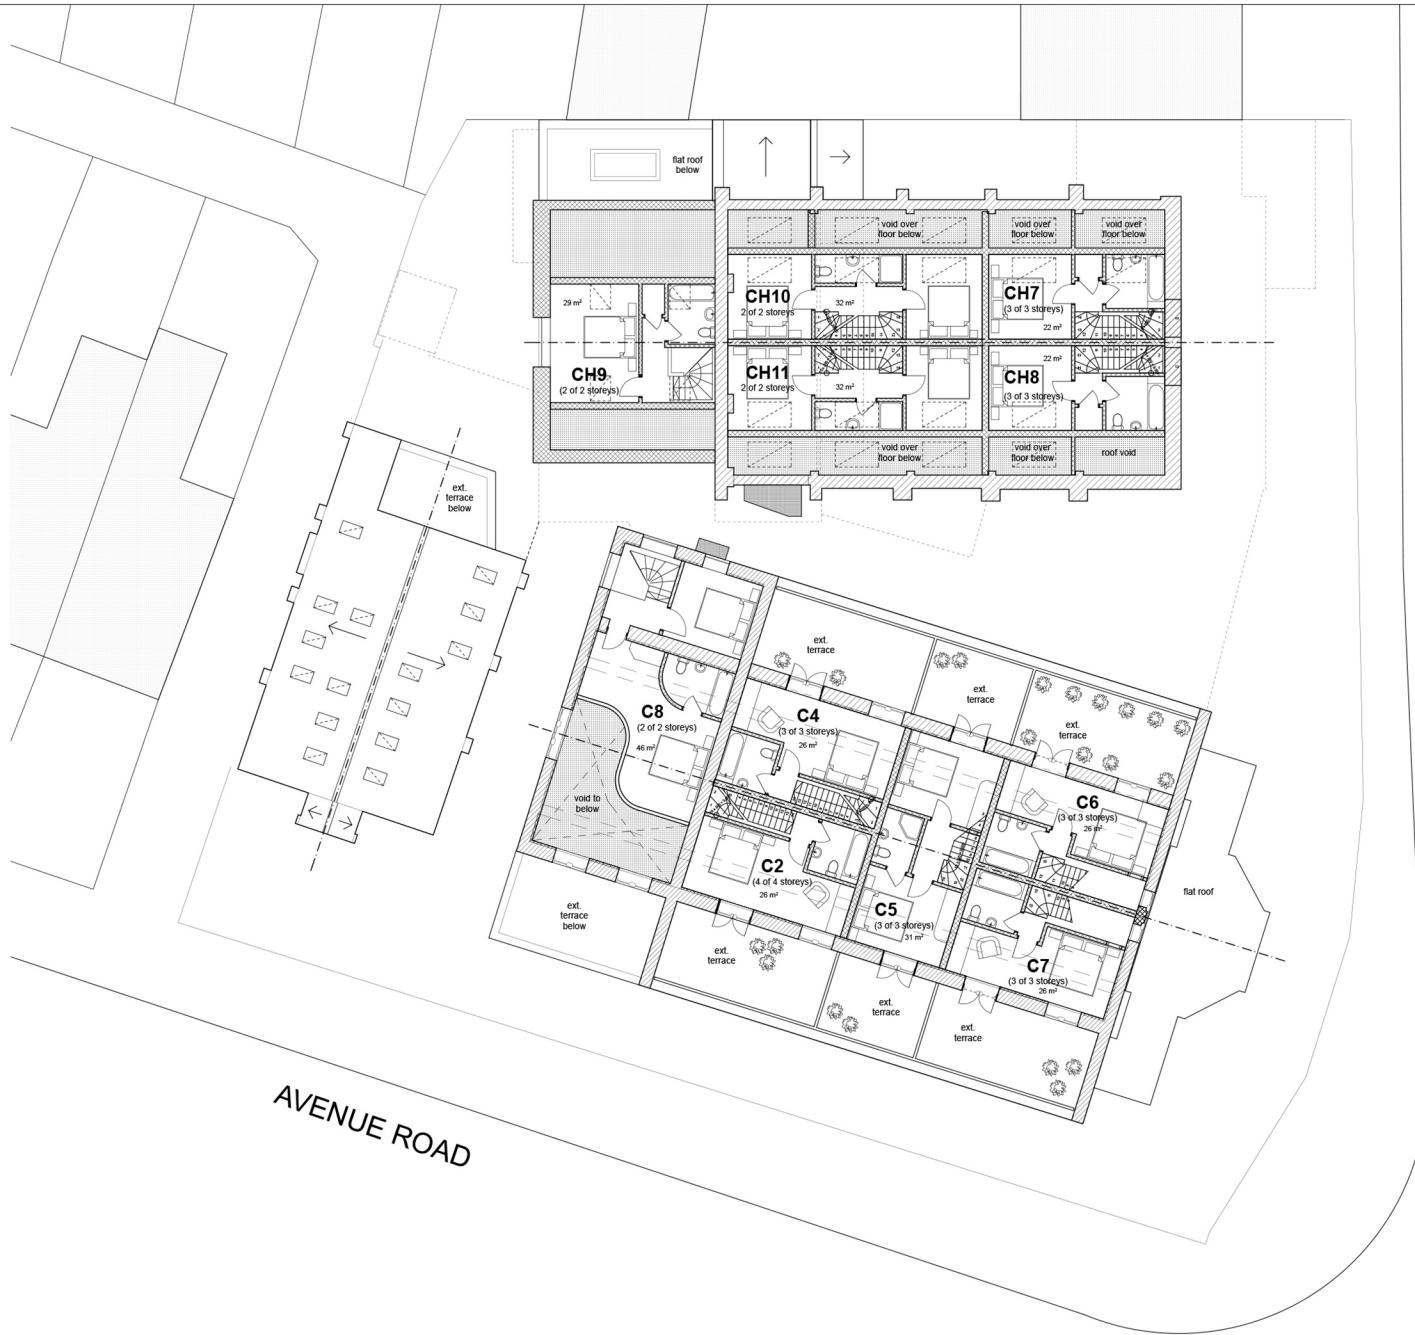 flat roof
below
void over
floor below
void over
floor below
void over
floor below
29 m²
CH10
2 of 2 storeys)
32 m²
CH7
(3 of 3 storeys)
22 m²
CH9
(2 of 2 storeys)
CH11
2 of 2 storeys)
32 m²
22 m²
CH8
(3 of 3 storeys)
void over
floor below
void over
floor below
roof void
ext.
terrace
below
ext.
terrace
ext.
terrace
ext.
terrace
C8
(2 of 2 storeys)
46 m²
C4
(3 of 3 storeys)
26 m²
void to
below
C6
(3 of 3 storeys)
26 m²
C2
(4 of 4 storeys)
26 m²
flat roof
ext.
terrace
below
C5
(3 of 3 storeys)
31 m²
ext.
terrace
C7
(3 of 3 storeys)
26 m²
ext.
terrace
ext.
terrace
AVENUE ROAD